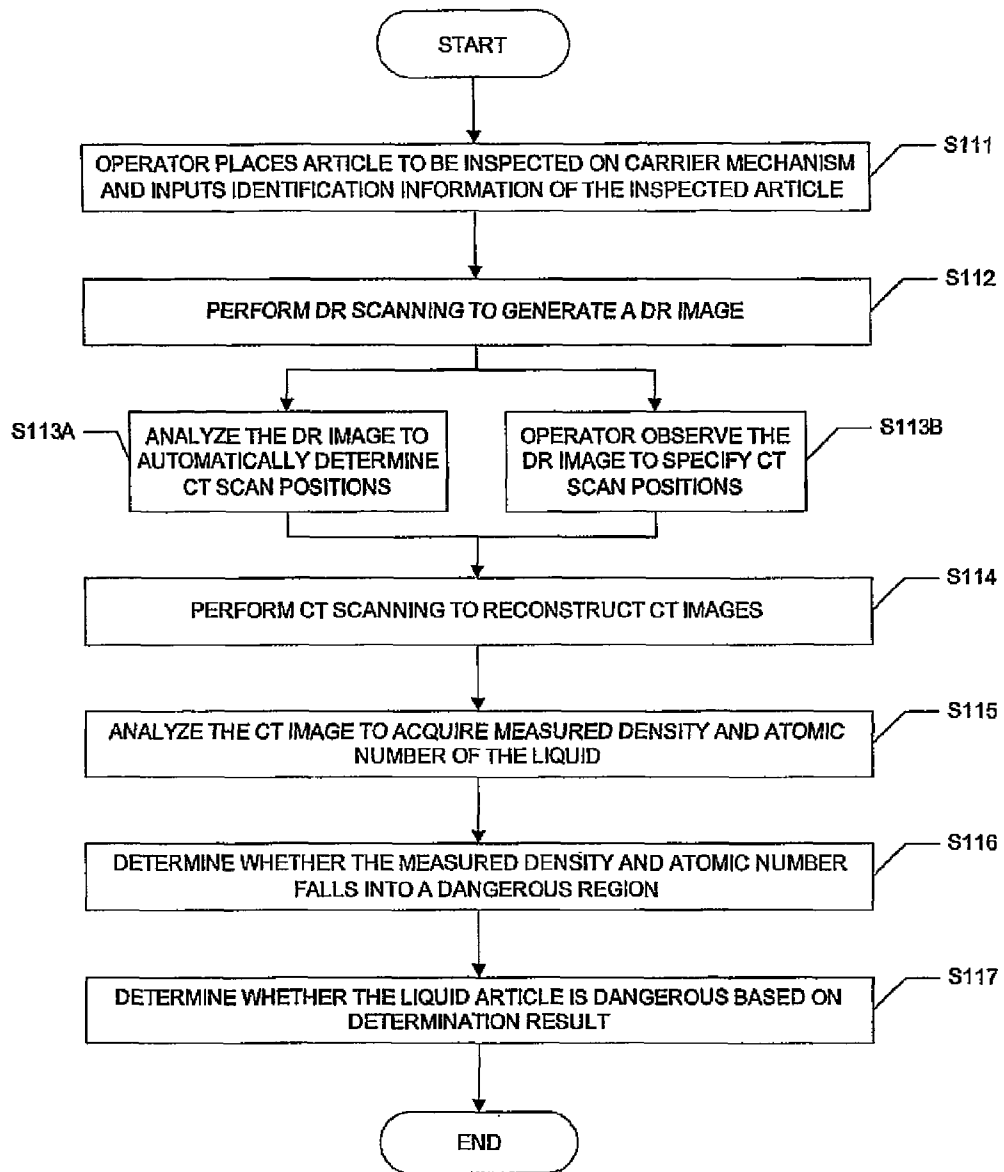 START
S111
OPERATOR PLACES ARTICLE TO BE INSPECTED ON CARRIER MECHANISM
AND INPUTS IDENTIFICATION INFORMATION OF THE INSPECTED ARTICLE
S112
PERFORM DR SCANNING TO GENERATE A DR IMAGE
S113A
ANALYZE THE DR IMAGE TO
AUTOMATICALLY DETERMINE
CT SCAN POSITIONS
OPERATOR OBSERVE THE
DR IMAGE TO SPECIFY CT
SCAN POSITIONS
S113B
S114
PERFORM CT SCANNING TO RECONSTRUCT CT IMAGES
S115
ANALYZE THE CT IMAGE TO ACQUIRE MEASURED DENSITY AND ATOMIC
NUMBER OF THE LIQUID
S116
DETERMINE WHETHER THE MEASURED DENSITY AND ATOMIC NUMBER
FALLS INTO A DANGEROUS REGION
S117
DETERMINE WHETHER THE LIQUID ARTICLE IS DANGEROUS BASED ON
DETERMINATION RESULT
END